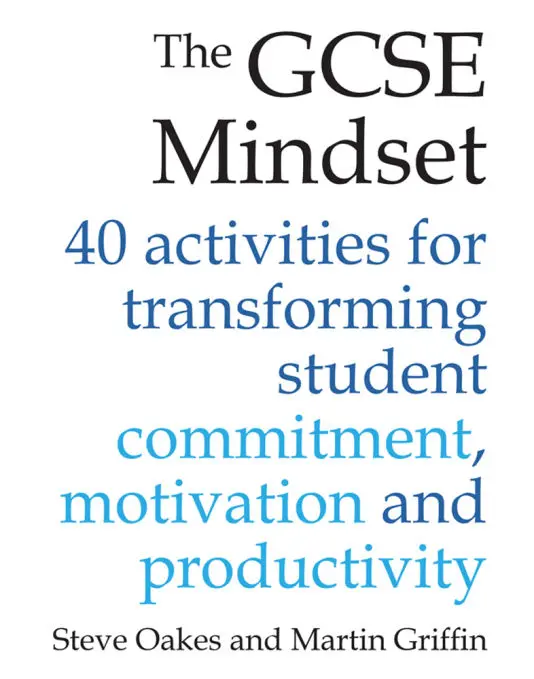 The GCSE
Mindset
40 activities for
transforming
student
commitment,
motivation and
productivity
Steve Oakes and Martin Griffin